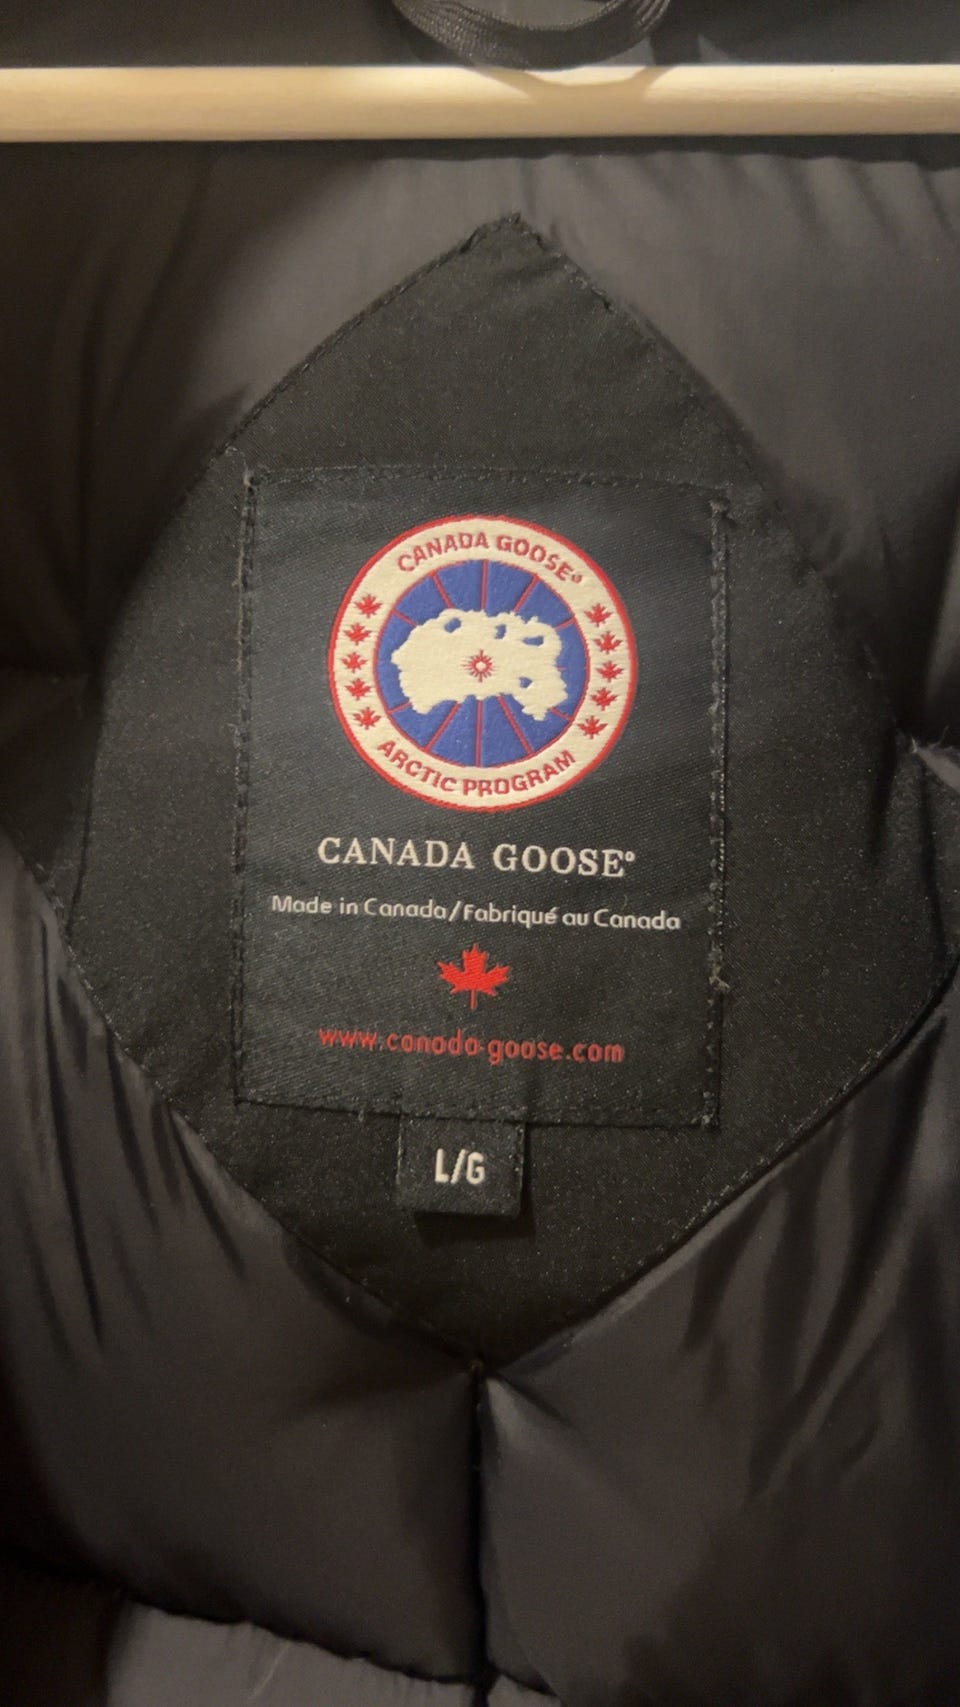 CANADA GOOSE®
ARCTIC PROGRAM
CANADA GOOSE®
Made in Canada/Fabriqué au Canada
www.canada-goose.com
L/G